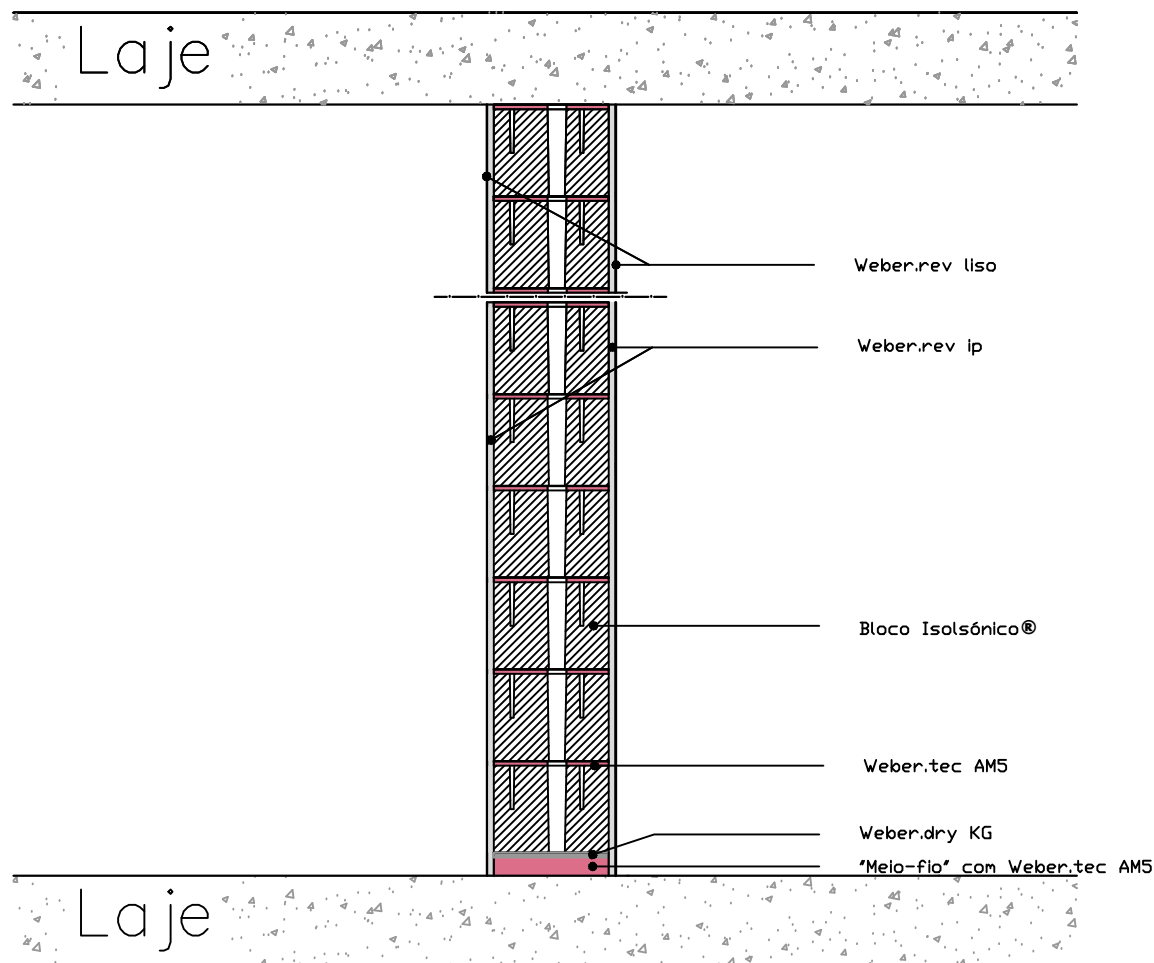 Laje
Weber.rev liso
Weber.rev ip
Bloco Isolsónico®
Weber.tec AM5
Weber.dry KG
"Meio-fio" com Weber.tec AM5
Laje